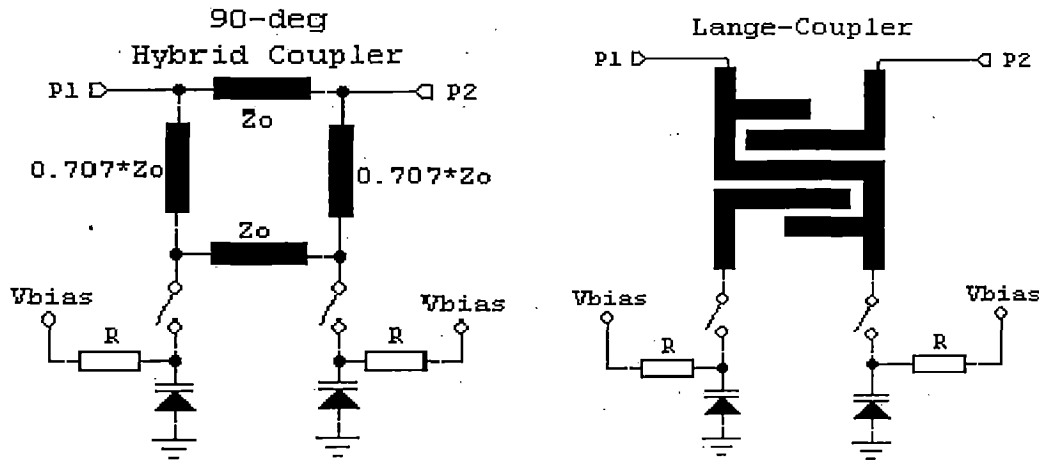 90-deg
Hybrid Coupler
P1
P2
Zo
0.707*Zo
0.707*Zo
Zo
Vbias
Vbias
R
R
Lange-Coupler
P1
P2
Vbias
Vbias
R
R